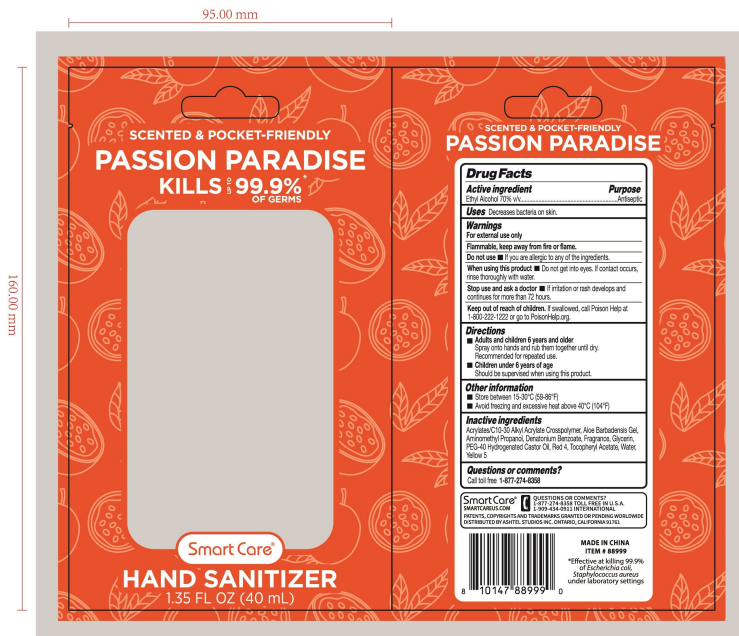 95.00 mm
160.00 mm
SCENTED & POCKET-FRIENDLY
PASSION PARADISE
KILLS UP TO 99.9%*
OF GERMS
Smart Care®
HAND SANITIZER
1.35 FL OZ (40 mL)
SCENTED & POCKET-FRIENDLY
PASSION PARADISE
Drug Facts
Active ingredient Purpose
Ethyl Alcohol 70% v/v......................................Antiseptic
Uses Decreases bacteria on skin.
Warnings
For external use only
Flammable, keep away from fire or flame.
Do not use ■ If you are allergic to any of the ingredients.
When using this product ■ Do not get into eyes. If contact occurs,
rinse thoroughly with water.
Stop use and ask a doctor ■ If irritation or rash develops and
continues for more than 72 hours.
Keep out of reach of children. If swallowed, call Poison Help at
1-800-222-1222 or go to PoisonHelp.org.
Directions
■ Adults and children 6 years and older
Spray onto hands and rub them together until dry.
Recommended for repeated use.
■ Children under 6 years of age
Should be supervised when using this product.
Other information
■ Store between 15-30°C (59-86°F)
■ Avoid freezing and excessive heat above 40°C (104°F)
Inactive ingredients
Acrylates/C10-30 Alkyl Acrylate Crosspolymer, Aloe Barbadensis Gel,
Aminomethyl Propanol, Denatonium Benzoate, Fragrance, Glycerin,
PEG-40 Hydrogenated Castor Oil, Red 4, Tocopheryl Acetate, Water,
Yellow 5
Questions or comments?
Call toll free 1-877-274-8358
Smart Care®
SMARTCAREUS.COM
QUESTIONS OR COMMENTS?
1-877-274-8358 TOLL FREE IN U.S.A.
1-909-434-0911 INTERNATIONAL
PATENTS, COPYRIGHTS AND TRADEMARKS GRANTED OR PENDING WORLDWIDE
DISTRIBUTED BY ASHTEL STUDIOS INC. ONTARIO, CALIFORNIA 91761
8 10147 88999 0
MADE IN CHINA
ITEM # 88999
*Effective at killing 99.9%
of Escherichia coli,
Staphylococcus aureus
under laboratory settings